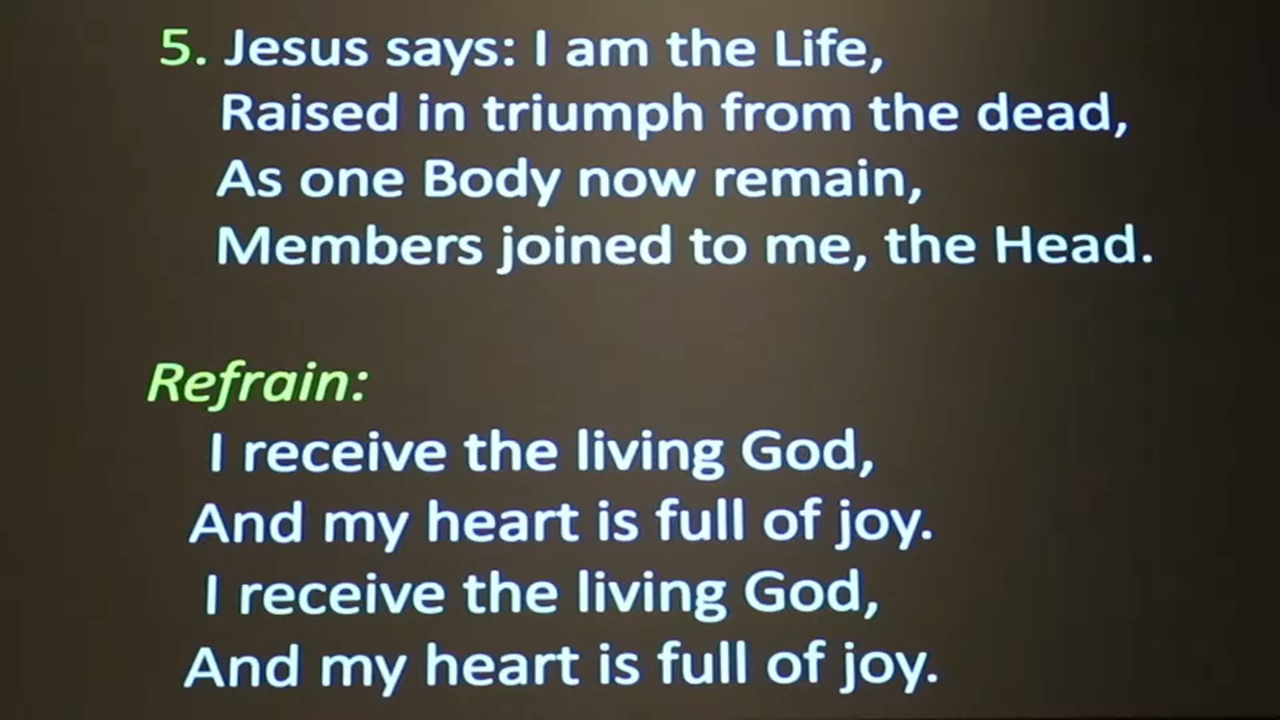 5. Jesus says: I am the Life,
Raised in triumph from the dead,
As one Body now remain,
Members joined to me, the Head.
Refrain:
I receive the living God,
And my heart is full of joy.
I receive the living God,
And my heart is full of joy.